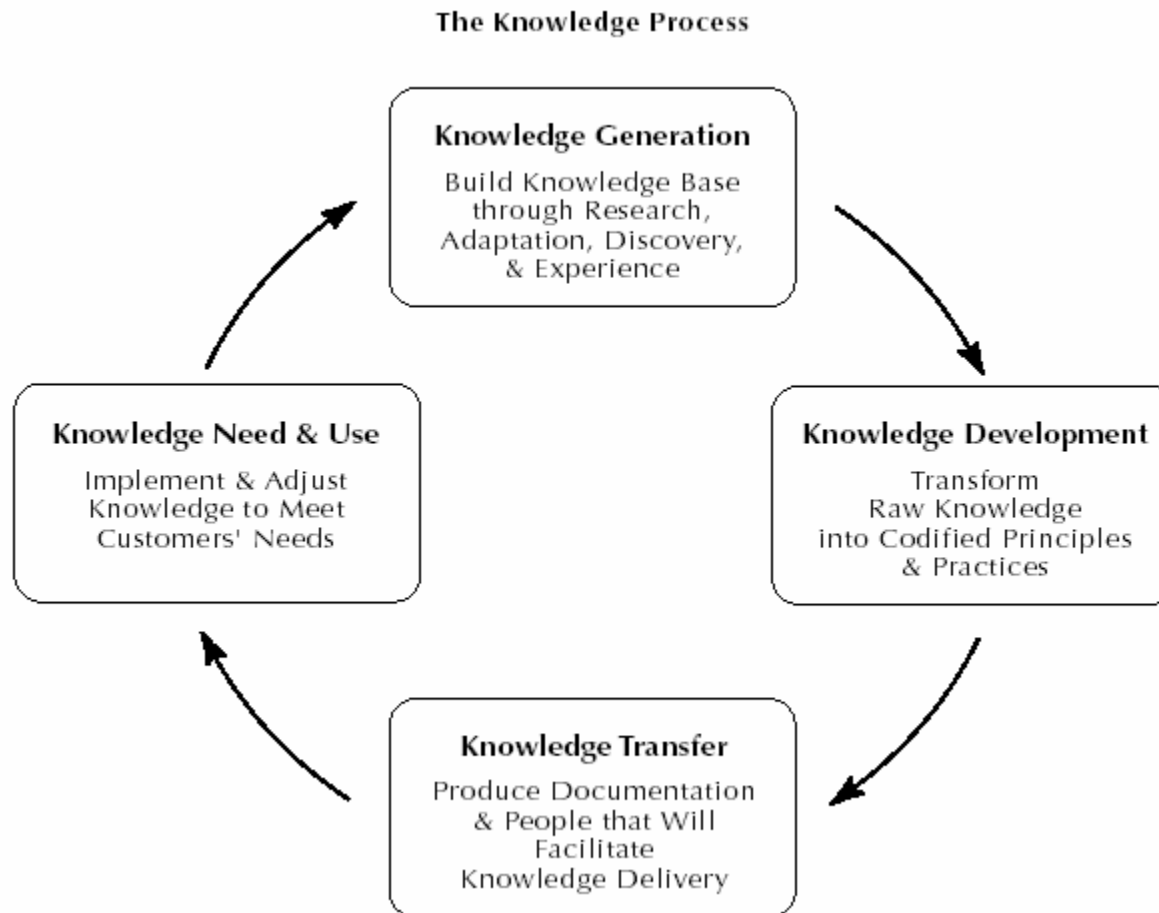 The Knowledge Process
Knowledge Generation
Build Knowledge Base
through Research,
Adaptation, Discovery,
& Experience
Knowledge Need & Use
Implement & Adjust
Knowledge to Meet
Customers' Needs
Knowledge Development
Transform
Raw Knowledge
into Codified Principles
& Practices
Knowledge Transfer
Produce Documentation
& People that Will
Facilitate
Knowledge Delivery